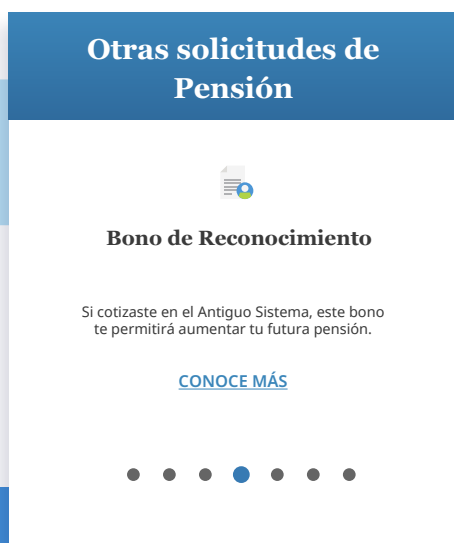 Otras solicitudes de
Pensión
Bono de Reconocimiento
Si cotizaste en el Antiguo Sistema, este bono
te permitirá aumentar tu futura pensión.
CONOCE MÁS